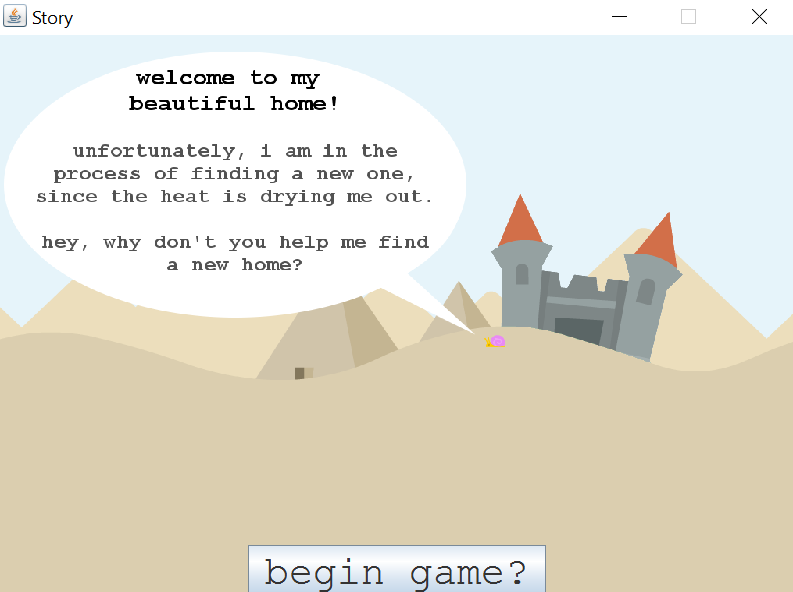 Story
welcome to my
beautiful home!
unfortunately, i am in the
process of finding a new one,
since the heat is drying me out.
hey, why don't you help me find
a new home?
begin game?